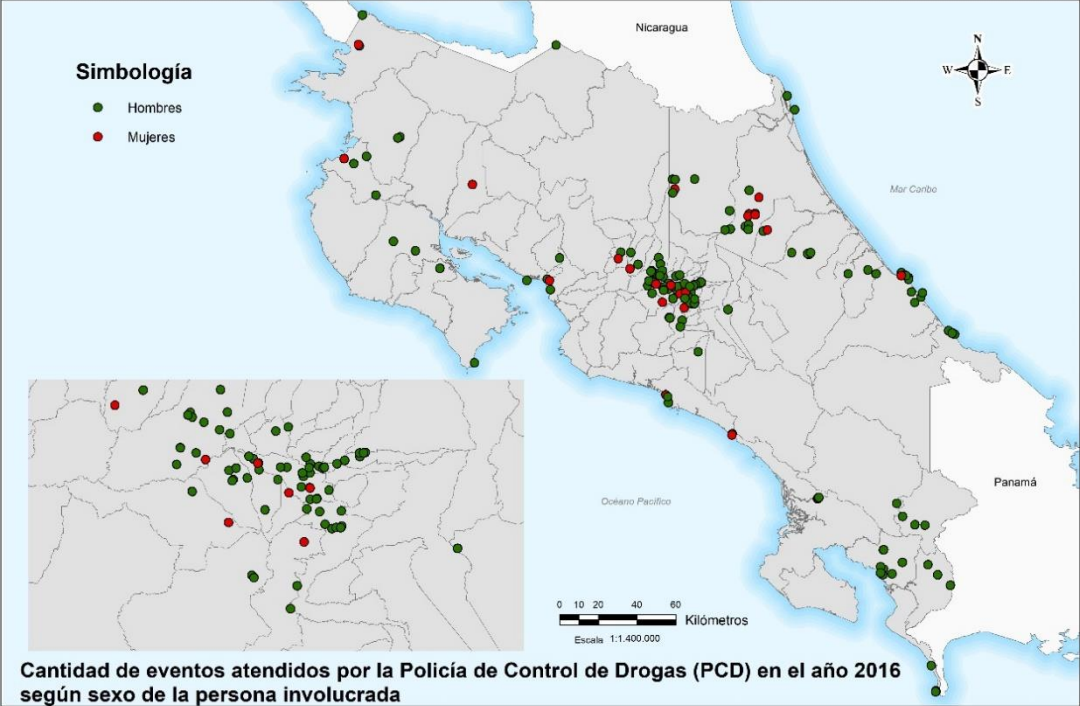 Nicaragua
Simbología
Hombres
Mujeres
N
W E
S
Mar Caribo
Panamá
Océano Pacífico
0 10 20 40 60
Kilómetros
Escala 1:1.400.000
Cantidad de eventos atendidos por la Policía de Control de Drogas (PCD) en el año 2016
según sexo de la persona involucrada